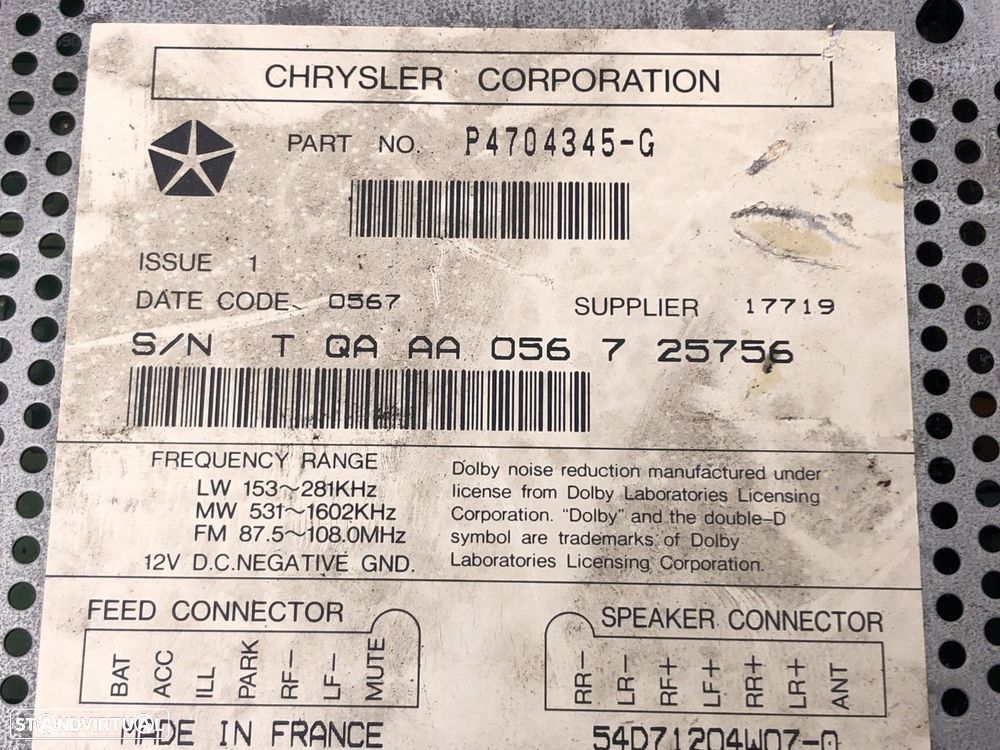 CHRYSLER CORPORATION
PART NO. P4704345-G
ISSUE 1
DATE CODE 0567
SUPPLIER 17719
S/N T QA AA 056 7 25756
FREQUENCY RANGE
LW 153~281KHz
MW 531~1602KHz
FM 87.5~108.0MHz
12V D.C.NEGATIVE GND.
Dolby noise reduction manufactured under
license from Dolby Laboratories Licensing
Corporation. "Dolby" and the double-D
symbol are trademarks of Dolby
Laboratories Licensing Corporation.
FEED CONNECTOR
BAT ACC ILL PARK RF- LF- MUTE
SPEAKER CONNECTOR
RR- LR- RF+ LF+ RR+ LR+ ANT
MADE IN FRANCE
54D71204W07-0
STANDVIRTUAL